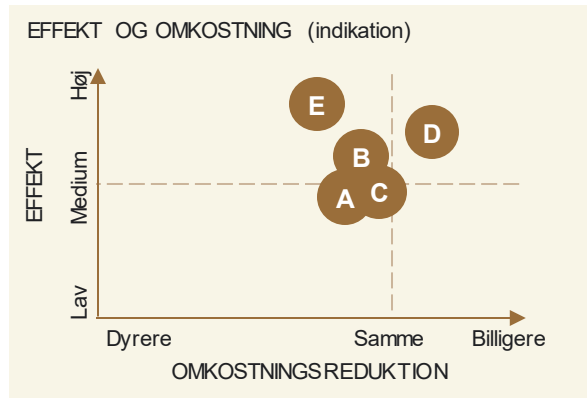 EFFEKT OG OMKOSTNING (indikation)
Høj
E
D
B
EFFEKT
Medium
A
C
Lav
Dyrere
Samme
Billigere
OMKOSTNINGSREDUKTION